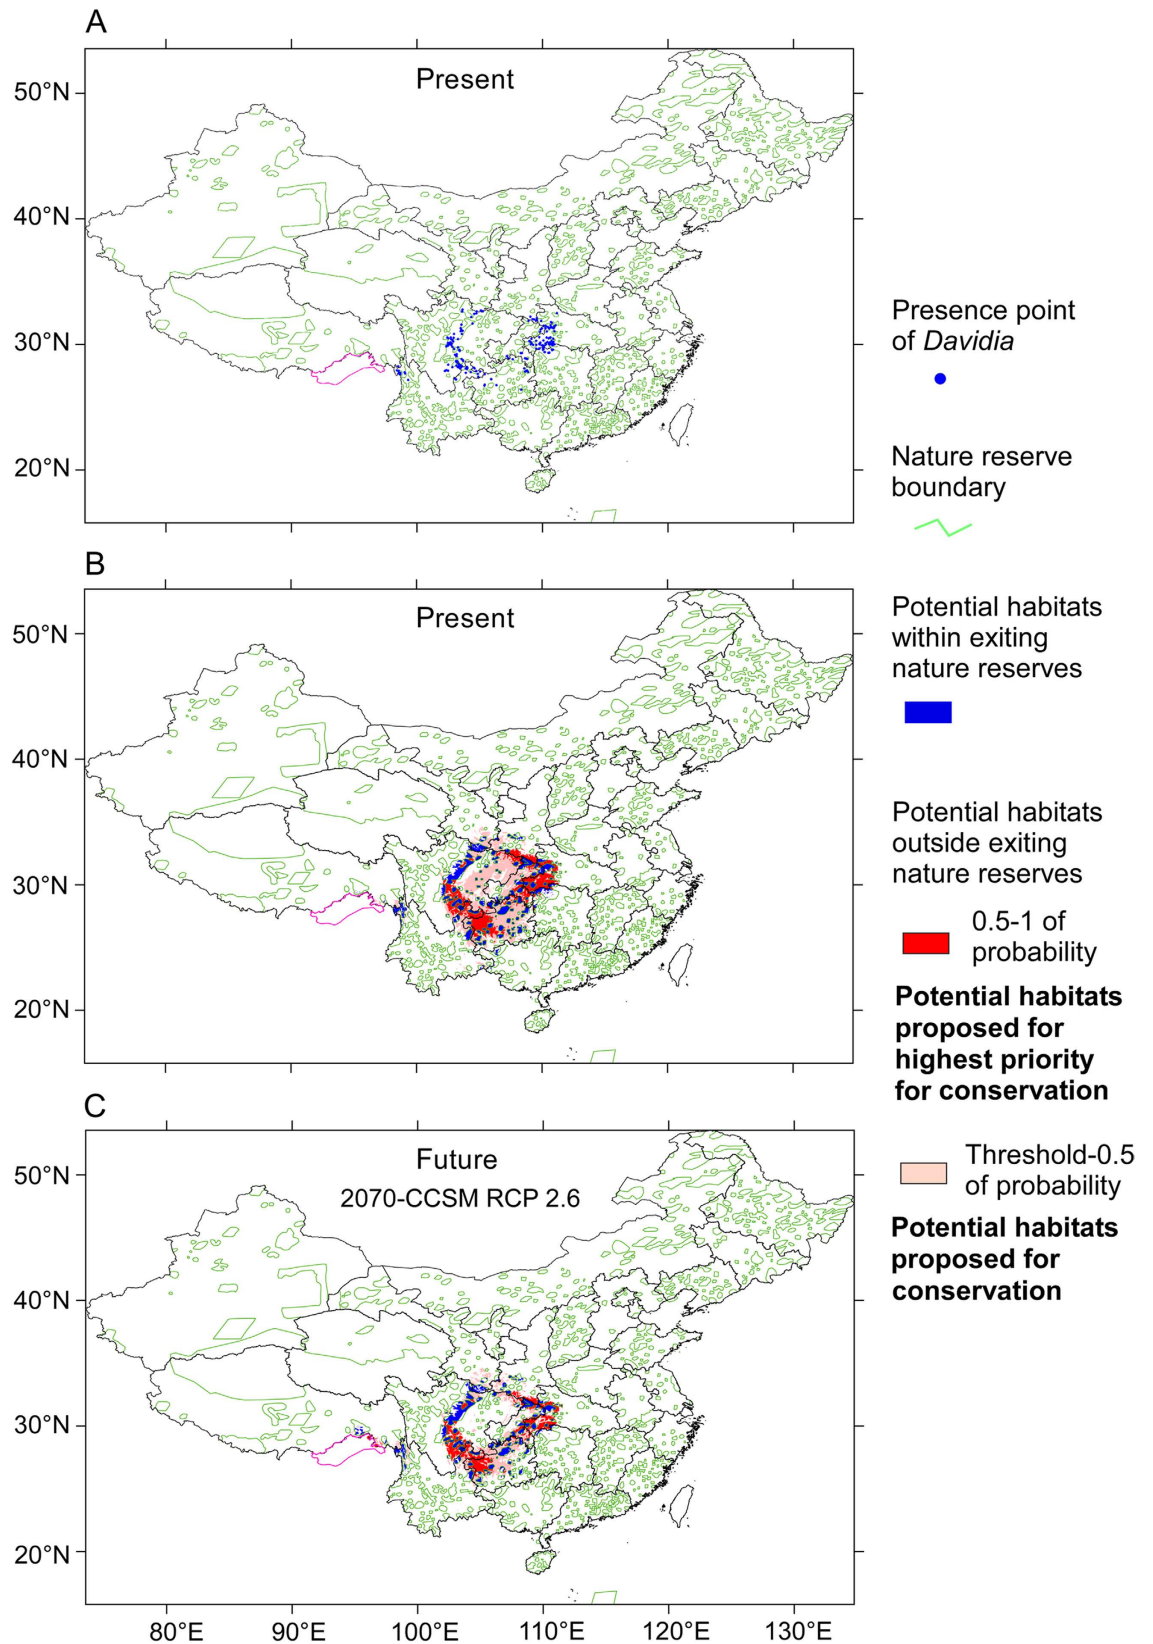 A
Present
50°N
40°N
30°N
20°N
Presence point
of Davidia
Nature reserve
boundary
B
Present
50°N
40°N
30°N
20°N
Potential habitats
within exiting
nature reserves
Potential habitats
outside exiting
nature reserves
0.5-1 of
probability
Potential habitats
proposed for
highest priority
for conservation
C
Future
2070-CCSM RCP 2.6
50°N
40°N
30°N
20°N
Threshold-0.5
of probability
Potential habitats
proposed for
conservation
80°E 90°E 100°E 110°E 120°E 130°E